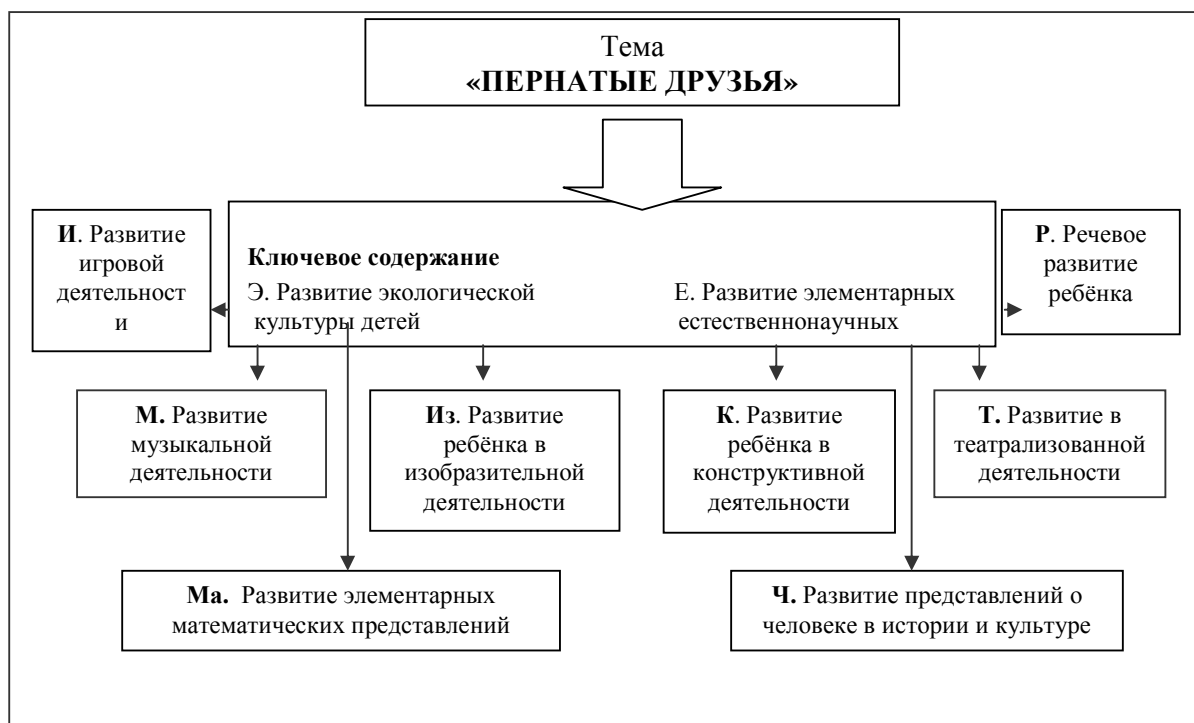 Тема
«ПЕРНАТЫЕ ДРУЗЬЯ»
И. Развитие
игровой
деятельност
и
Ключевое содержание
Э. Развитие экологической
культуры детей
Е. Развитие элементарных
естественнонаучных
Р. Речевое
развитие
ребёнка
М. Развитие
музыкальной
деятельности
Из. Развитие
ребёнка в
изобразительной
деятельности
К. Развитие
ребёнка в
конструктивной
деятельности
Т. Развитие в
театрализованной
деятельности
Ма. Развитие элементарных
математических представлений
Ч. Развитие представлений о
человеке в истории и культуре